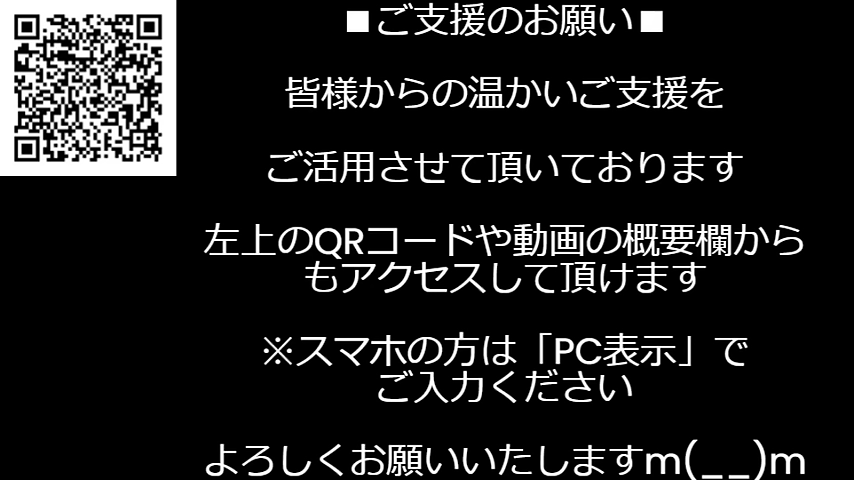 ■ご支援のお願い■
皆様からの温かいご支援を
ご活用させて頂いております
左上のQRコードや動画の概要欄から
もアクセスして頂けます
※スマホの方は「PC表示」で
ご入力ください
よろしくお願いいたしますm(__)m